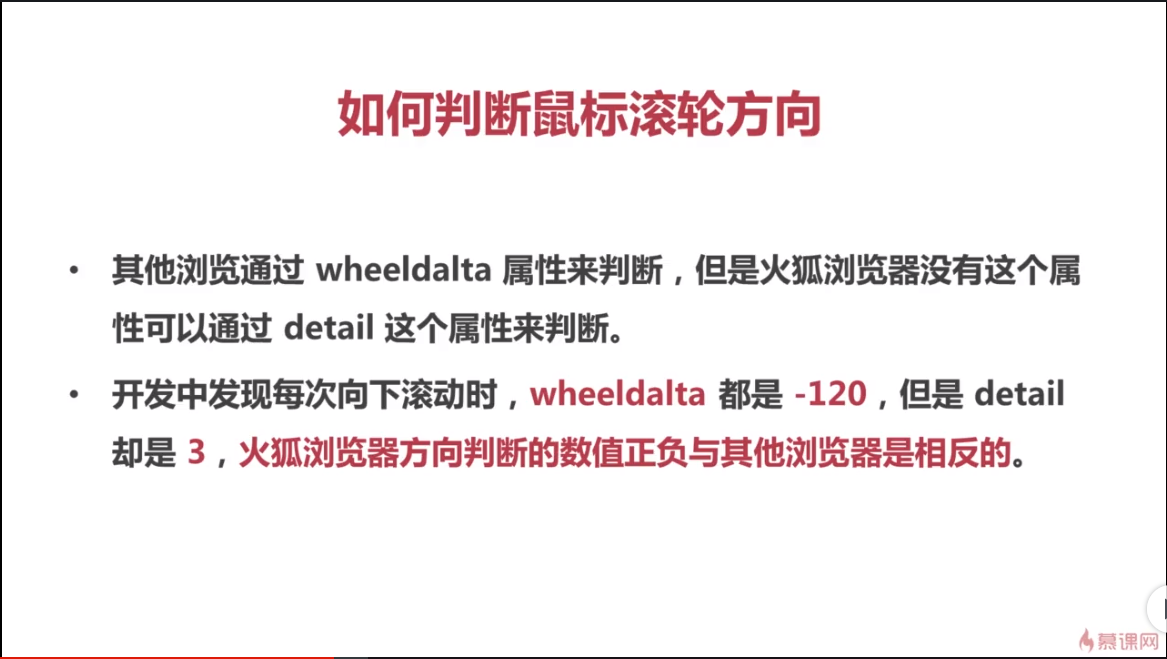 如何判断鼠标滚轮方向
• 其他浏览通过 wheeldalta 属性来判断，但是火狐浏览器没有这个属
性可以通过 detail 这个属性来判断。
• 开发中发现每次向下滚动时，wheeldalta 都是 -120，但是 detail
却是 3，火狐浏览器方向判断的数值正负与其他浏览器是相反的。
慕课网